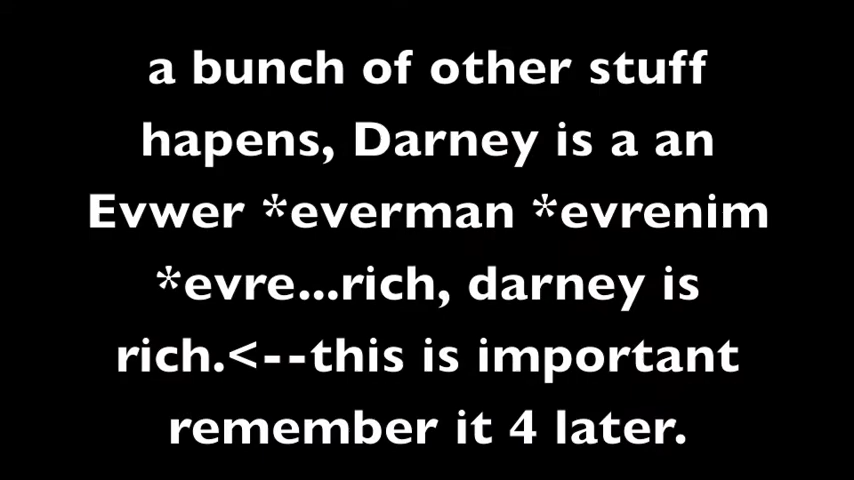 a bunch of other stuff
hapens, Darney is a an
Evwer *everman *evrenim
*evre...rich, darney is
rich.<--this is important
remember it 4 later.